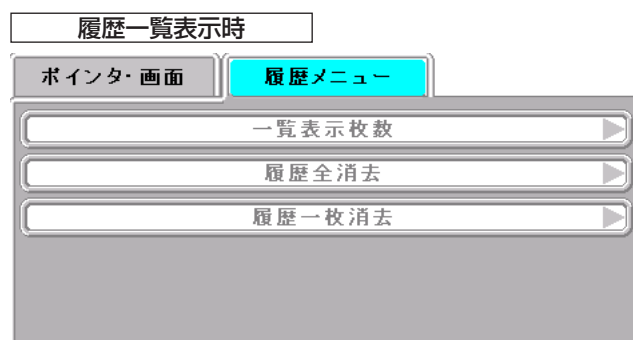 履歴一覧表示時
ポインタ・画面
履歴メニュー
一覧表示枚数
履歴全消去
履歴一枚消去